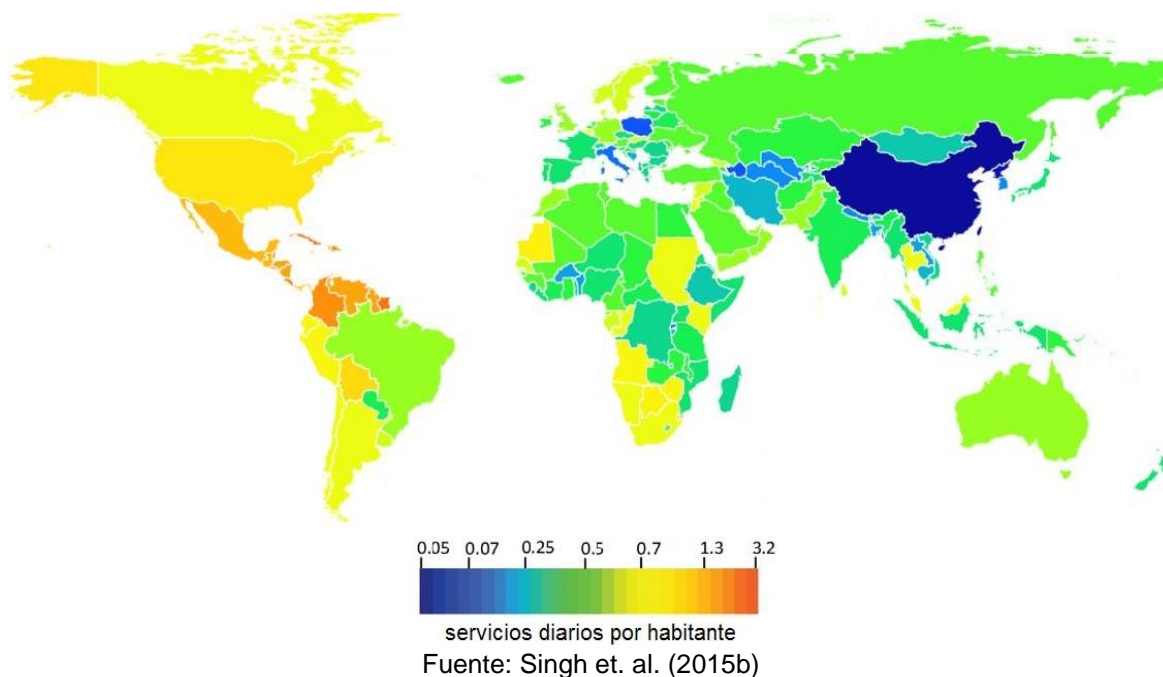 0.05 0.07 0.25 0.5 0.7 1.3 3.2
servicios diarios por habitante
Fuente: Singh et. al. (2015b)